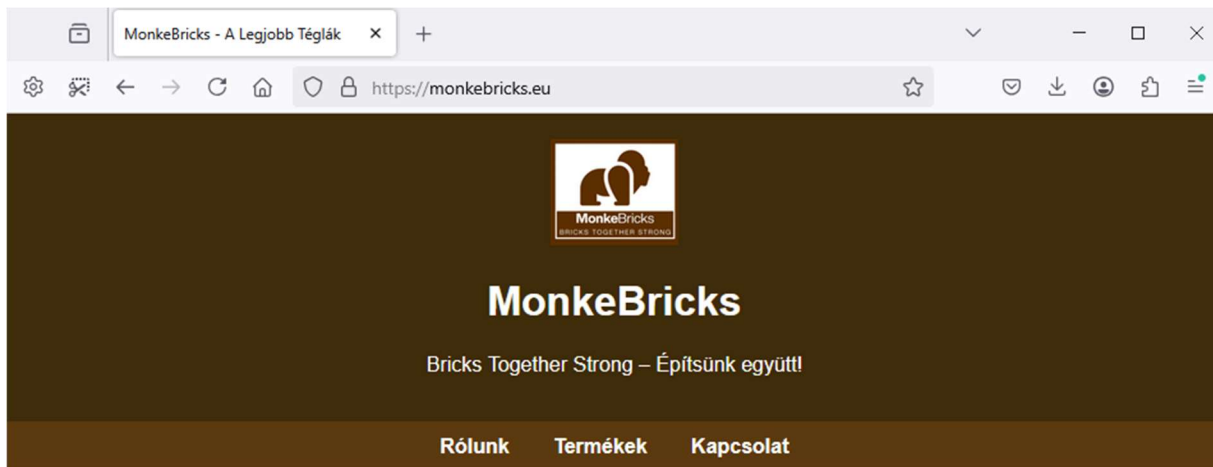 MonkeBricks - A Legjobb Téglák
https://monkebricks.eu
MonkeBricks
BRICKS TOGETHER STRONG
MonkeBricks
Bricks Together Strong – Építsünk együtt!
Rólunk Termékek Kapcsolat